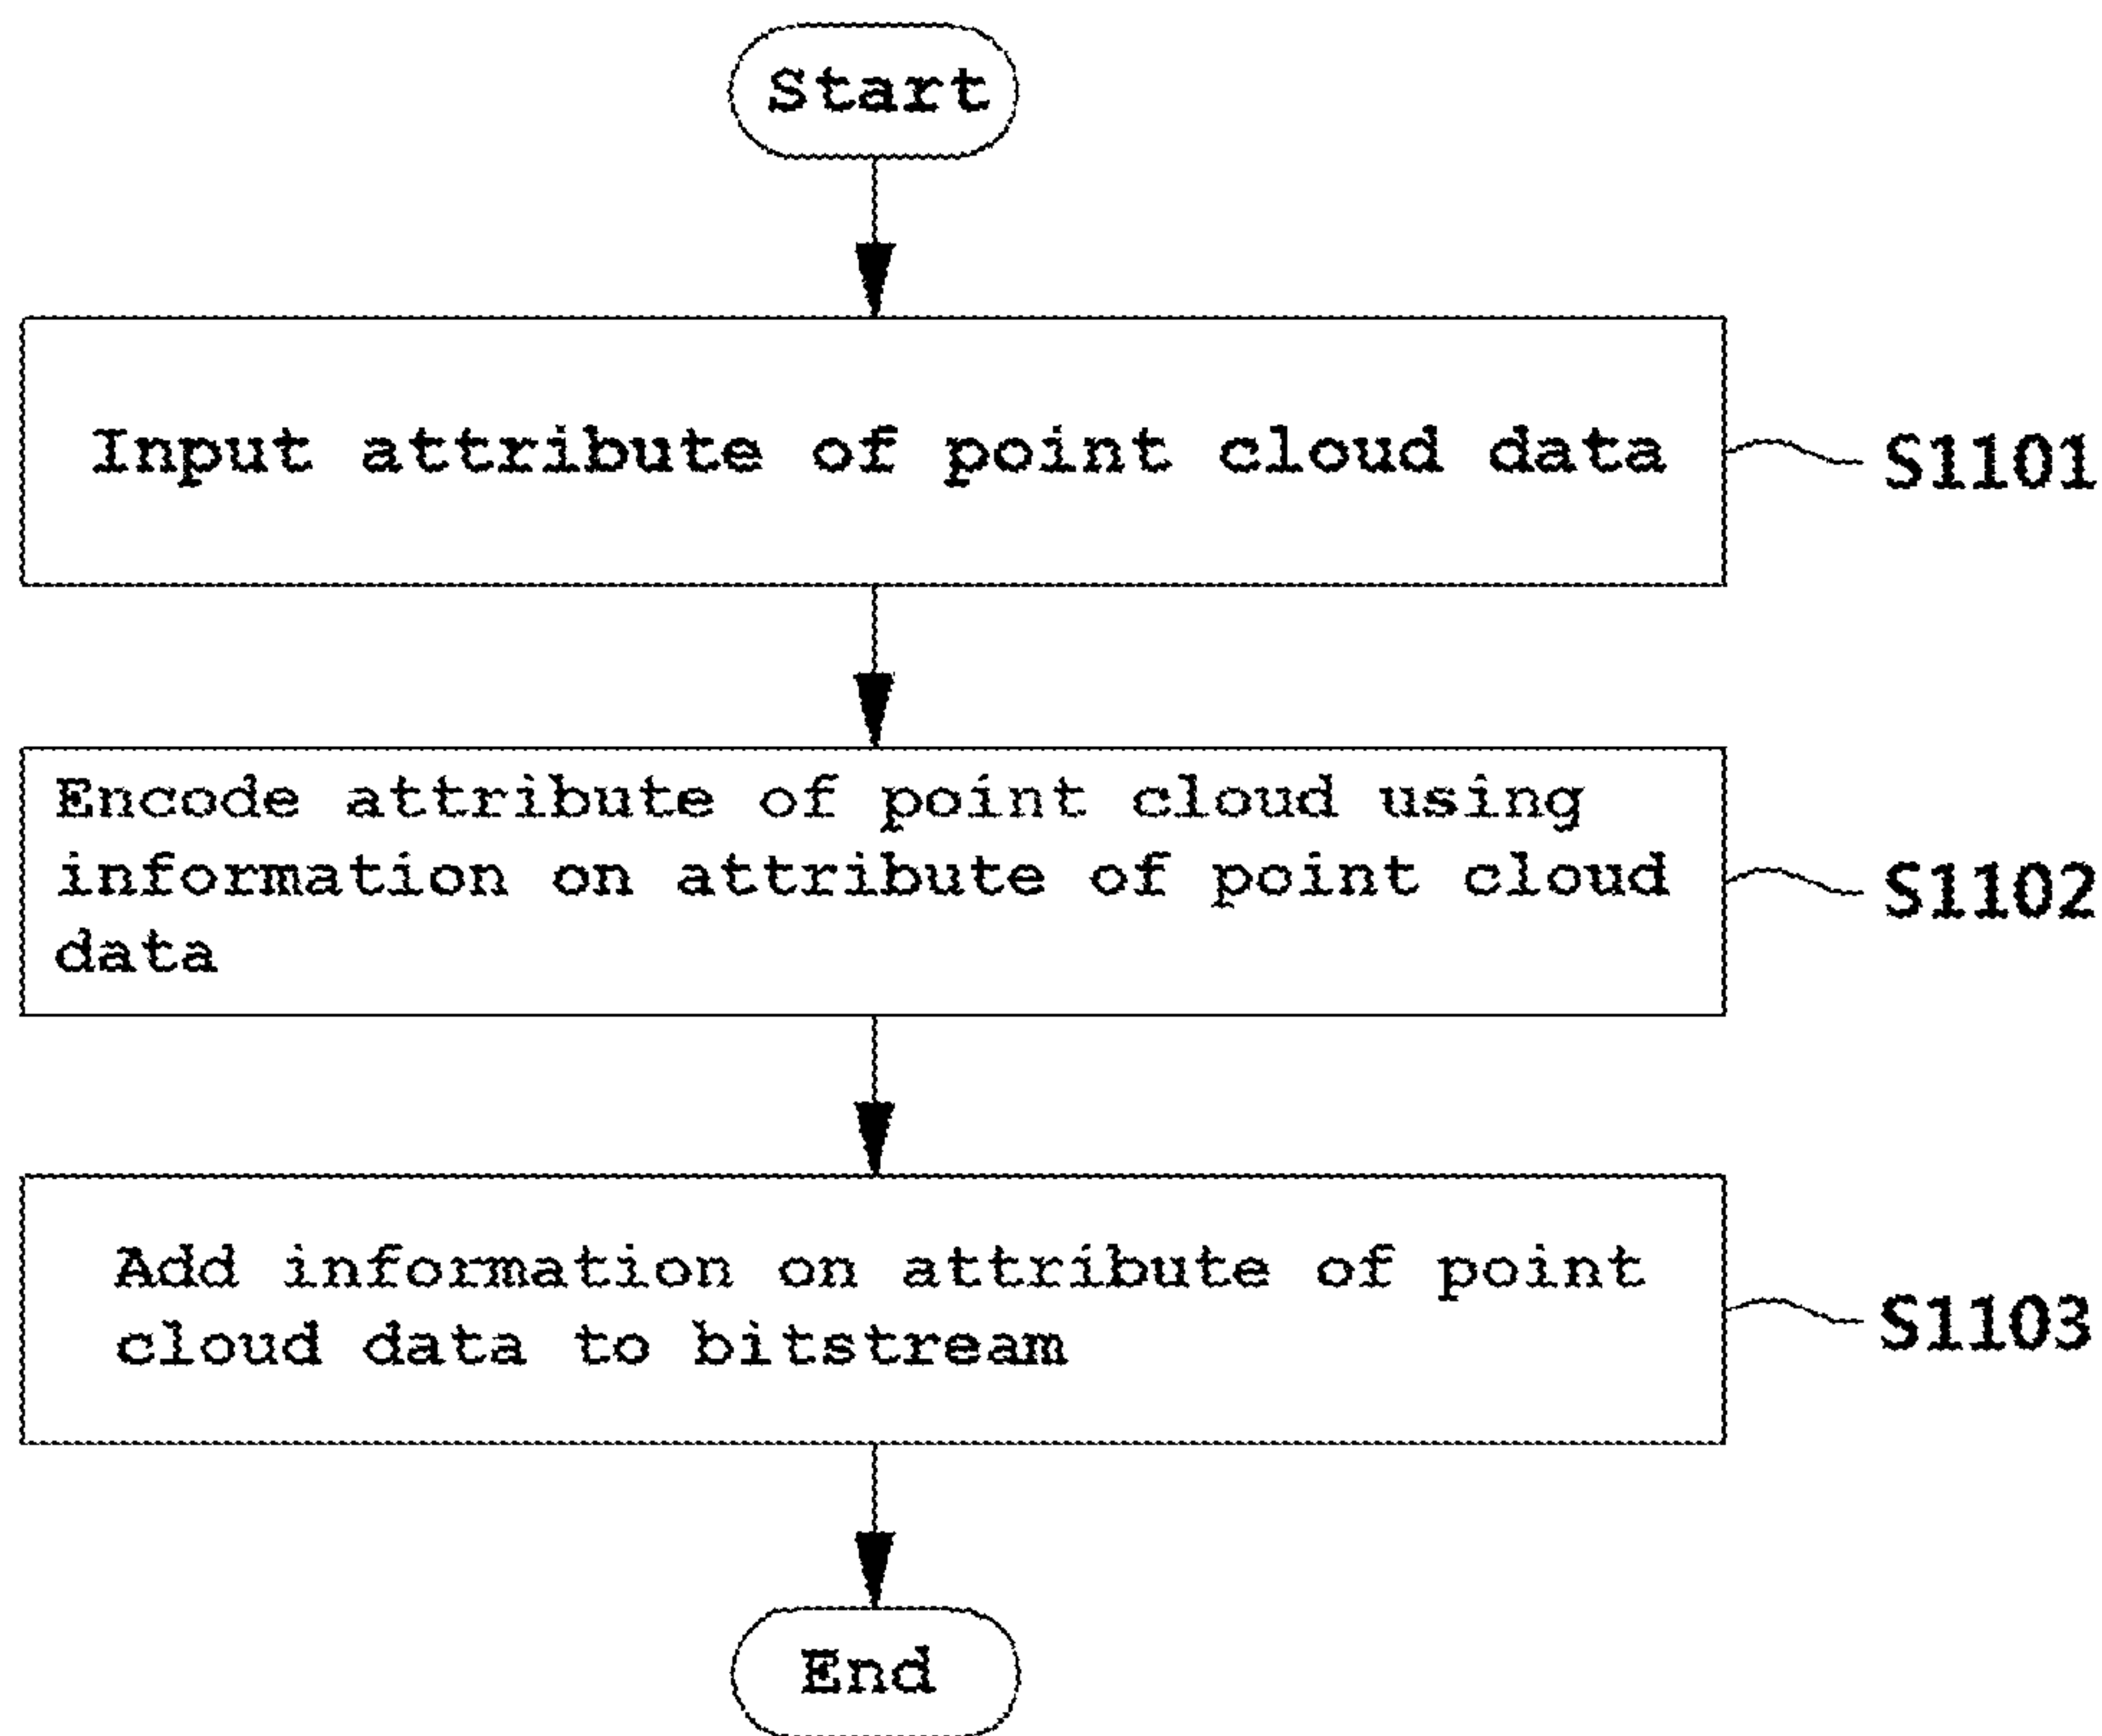 Start
Input attribute of point cloud data
S1101
Encode attribute of point cloud using
information on attribute of point cloud
data
S1102
Add information on attribute of point
cloud data to bitstream
S1103
End